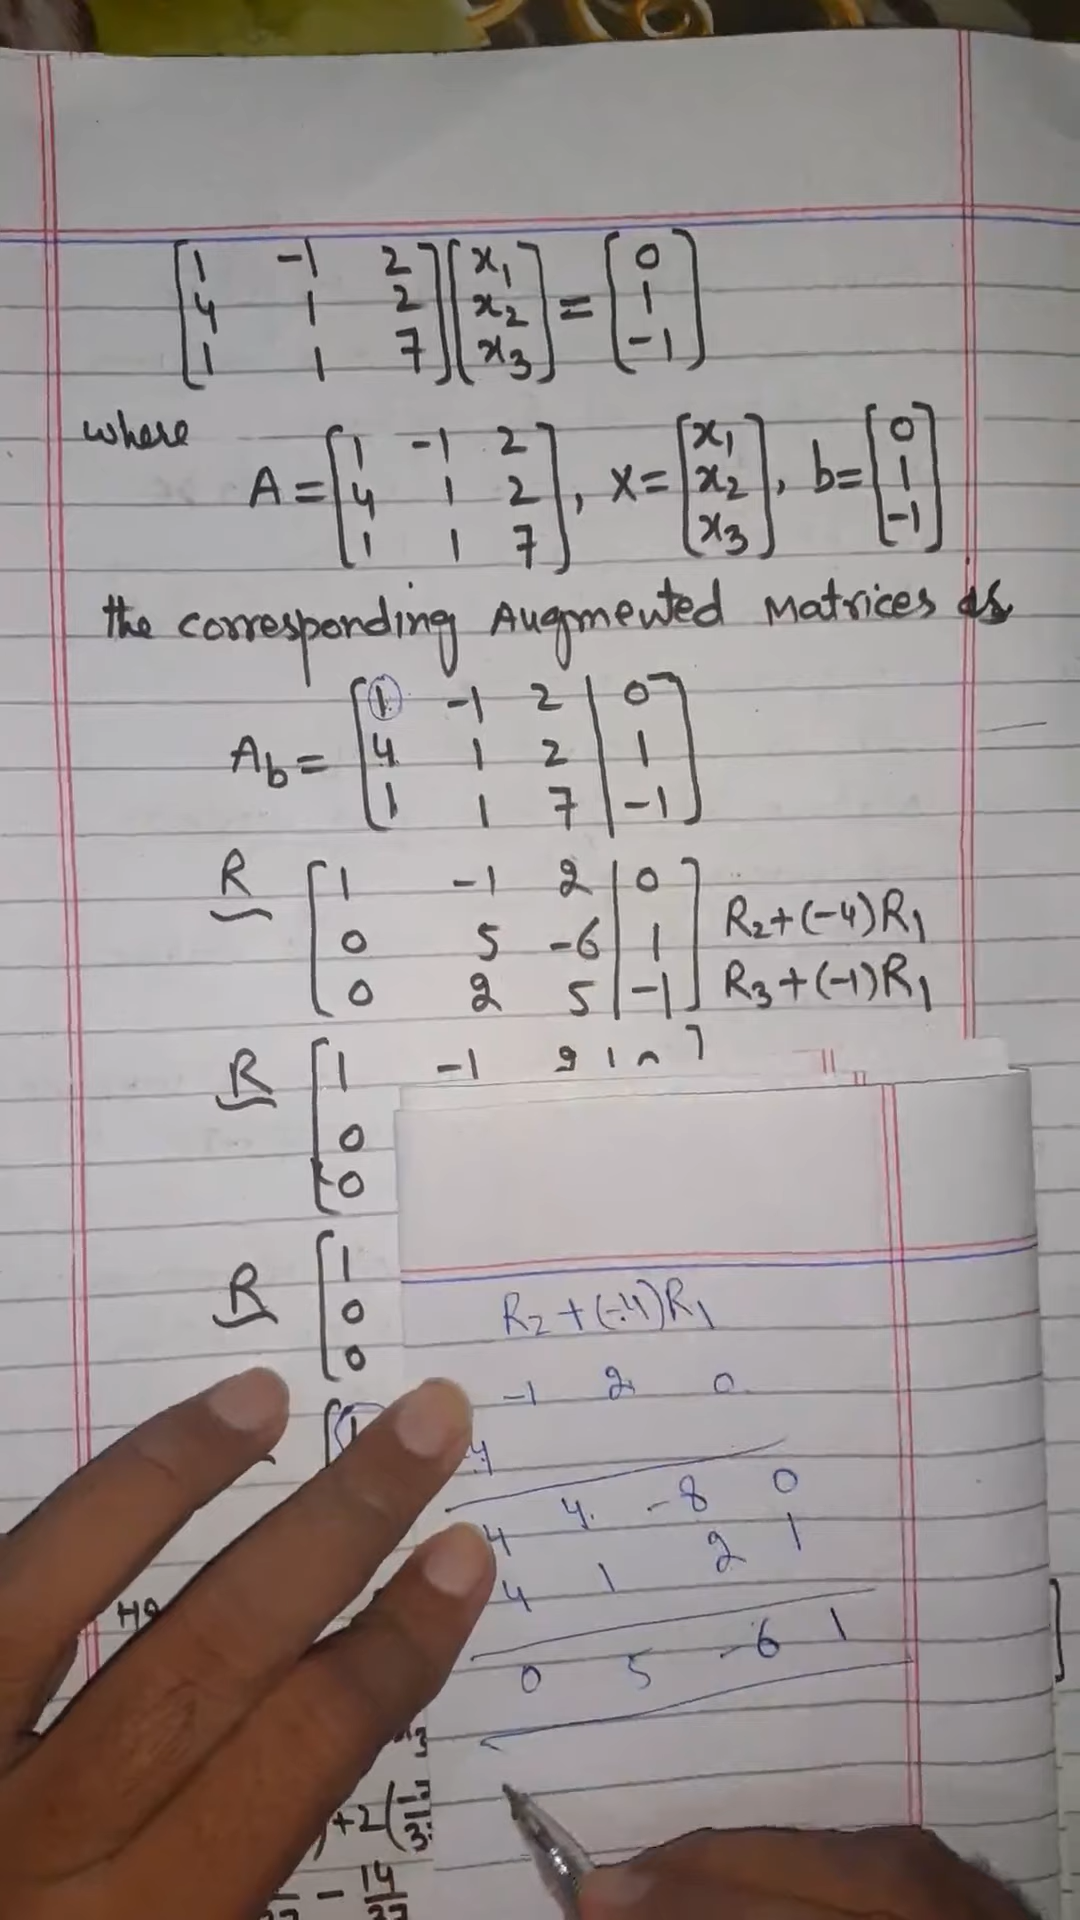 [1 -1 2] [x₁] = [0]
[4 1 2] [x₂] [1]
[1 1 7] [x₃] [-1]
where
A = [1 -1 2], x = [x₁], b = [0]
[4 1 2] [x₂] [1]
[1 1 7] [x₃] [-1]
the corresponding Augmented Matrices is
A_b = [1 -1 2 | 0]
[4 1 2 | 1]
[1 1 7 | -1]
R [1 -1 2 | 0]
[0 5 -6 | 1] R₂+(-4)R₁
[0 2 5 | -1] R₃+(-1)R₁
R [1 -1
[0
[0
R [1
[0
[0
[1
R₂+(-4)R₁
-1 2 0
4 -8 0
4 1 2 1
0 5 -6 1
+2(
- 14